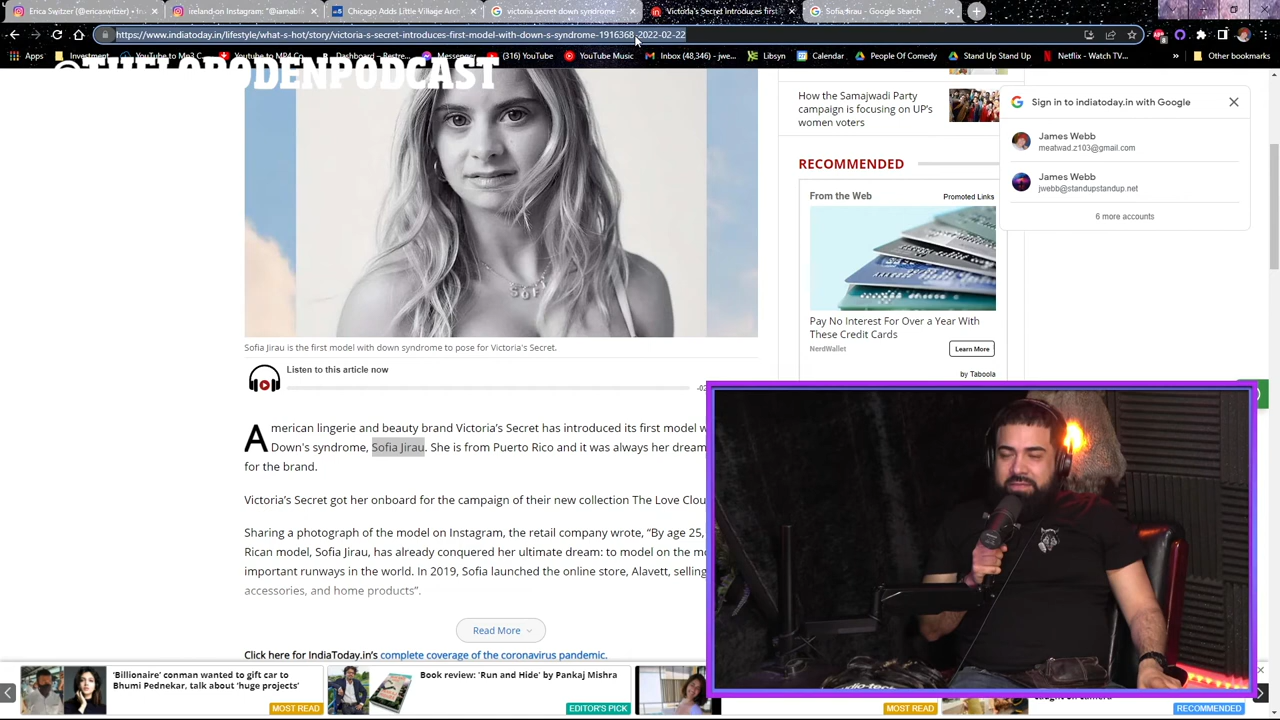 Erica Switzer (@ericaswitzer) • In
ireland-on Instagram: "@iamabli
Chicago Adds Little Village Arch
victoria secret down syndrome
Victoria's Secret Introduces first
Sofia Jirau - Google Search
https://www.indiatoday.in/lifestyle/what-s-hot/story/victoria-s-secret-introduces-first-model-with-down-s-syndrome-1916368-2022-02-22
Apps
Investments
Youtube to Mp3 C
YouTube to MP4 Co
Dashboard - Restre
Messenger
(316) YouTube
YouTube Music
Inbox (48,346) - jwe...
Libsyn
Calendar
People Of Comedy
Stand Up Stand Up
Netflix - Watch TV...
Other bookmarks
How the Samajwadi Party
campaign is focusing on UP's
women voters
Sign in to indiatoday.in with Google
James Webb
meatwad.z103@gmail.com
James Webb
jwebb@standupstandup.net
6 more accounts
RECOMMENDED
From the Web
Promoted Links
Pay No Interest For Over a Year With
These Credit Cards
NerdWallet
Learn More
by Taboola
Sofia Jirau is the first model with down syndrome to pose for Victoria's Secret.
Listen to this article now
American lingerie and beauty brand Victoria's Secret has introduced its first model w
Down's syndrome, Sofia Jirau. She is from Puerto Rico and it was always her dream
for the brand.
Victoria's Secret got her onboard for the campaign of their new collection The Love Clou
Sharing a photograph of the model on Instagram, the retail company wrote, “By age 25,
Rican model, Sofia Jirau, has already conquered her ultimate dream: to model on the mo
important runways in the world. In 2019, Sofia launched the online store, Alavett, selling
accessories, and home products”.
Read More
Click here for IndiaToday.in's complete coverage of the coronavirus pandemic.
'Billionaire' conman wanted to gift car to
Bhumi Pednekar, talk about 'huge projects'
MOST READ
Book review: 'Run and Hide' by Pankaj Mishra
EDITOR'S PICK
MOST READ
RECOMMENDED